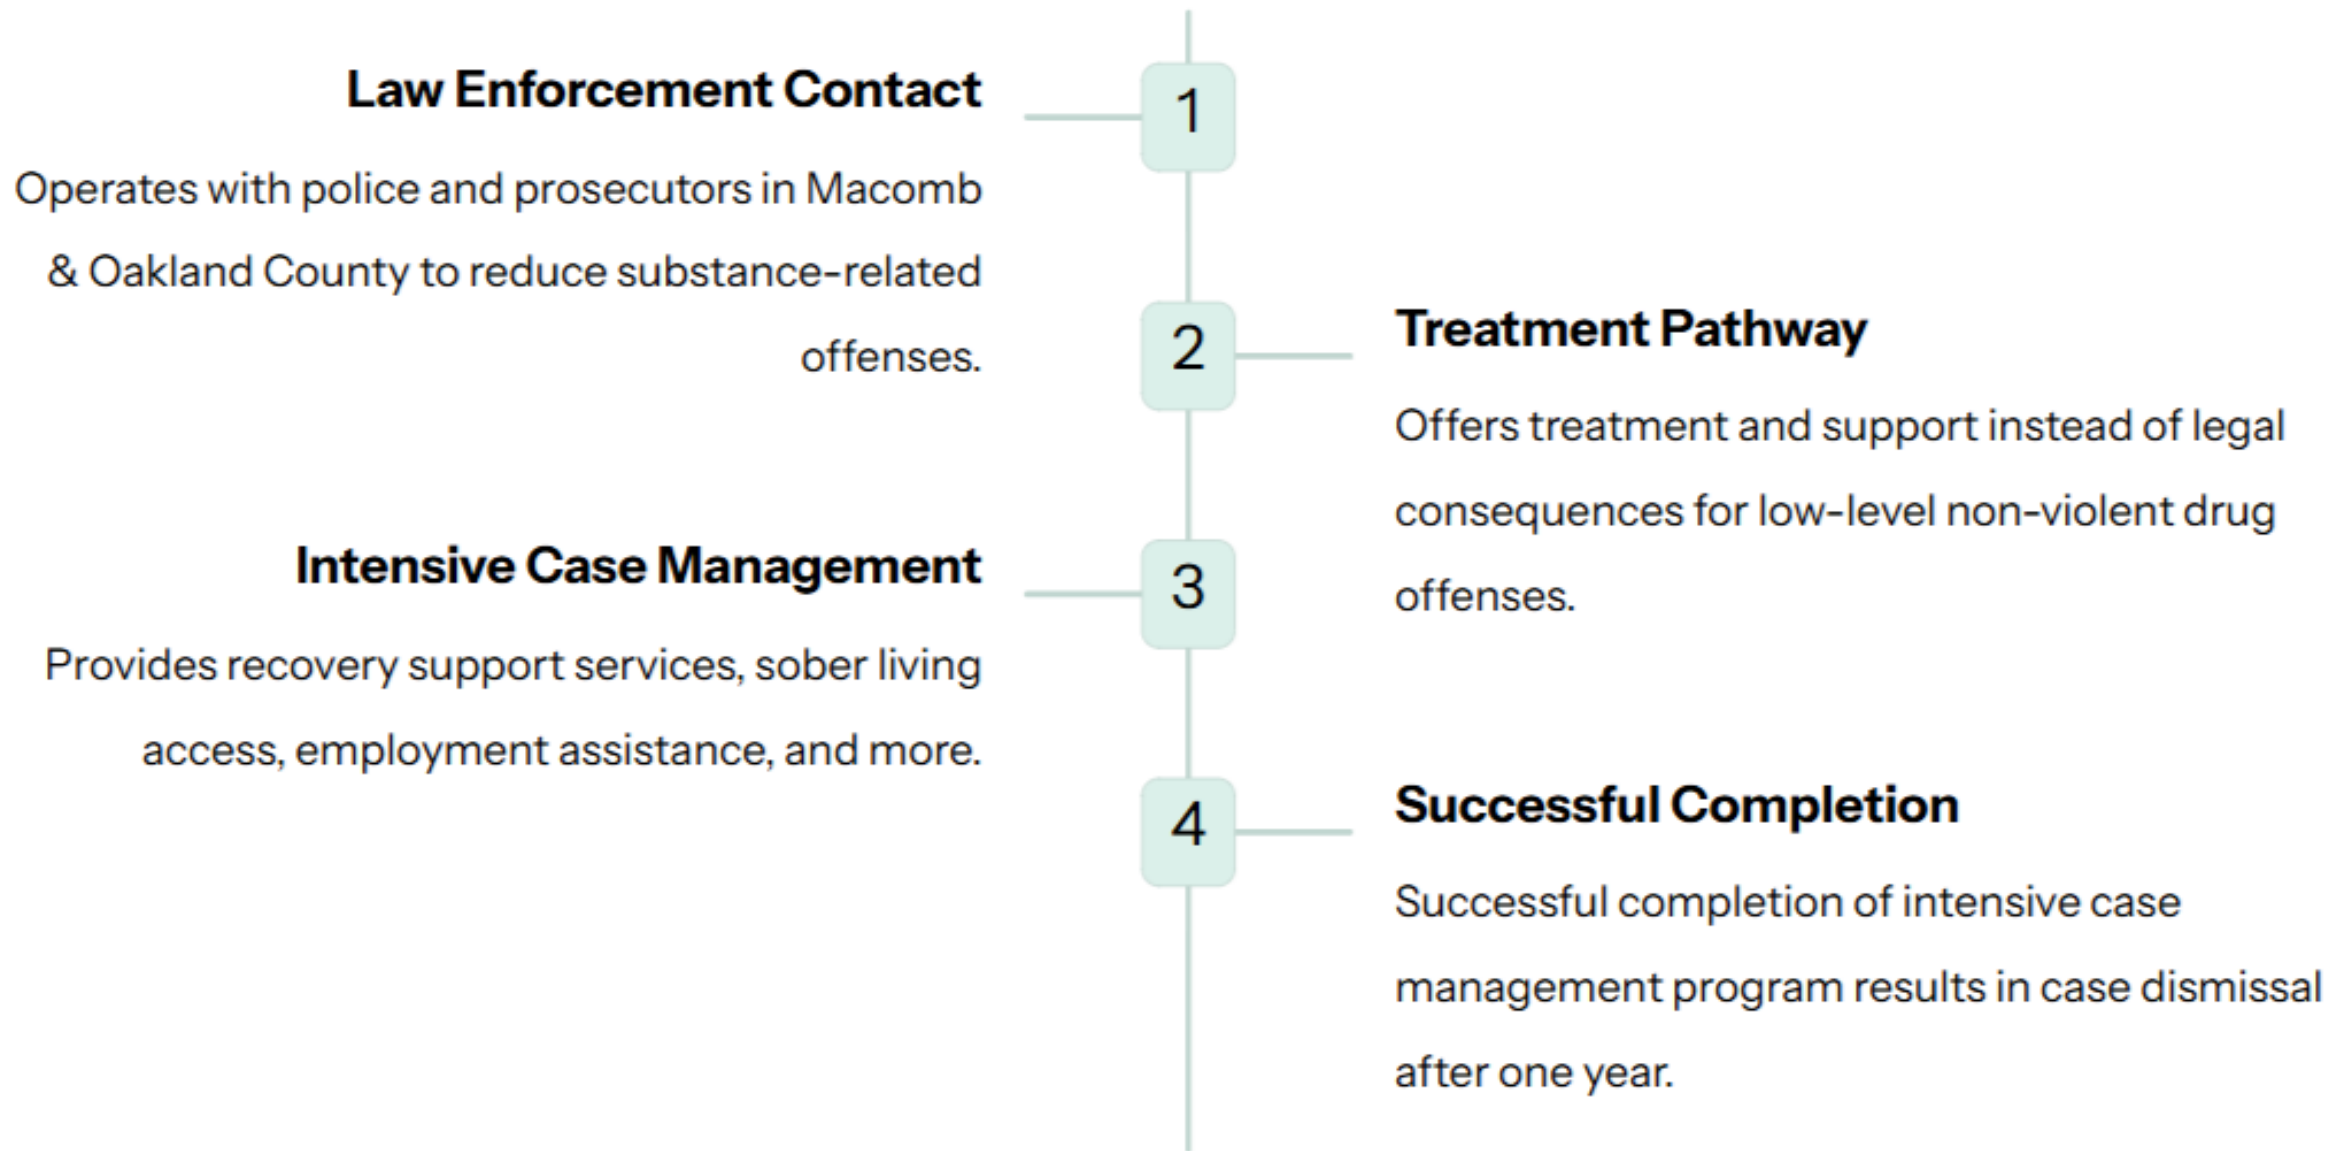 1
Law Enforcement Contact
Operates with police and prosecutors in Macomb
& Oakland County to reduce substance-related
offenses.
2
Treatment Pathway
Offers treatment and support instead of legal
consequences for low-level non-violent drug
offenses.
3
Intensive Case Management
Provides recovery support services, sober living
access, employment assistance, and more.
4
Successful Completion
Successful completion of intensive case
management program results in case dismissal
after one year.